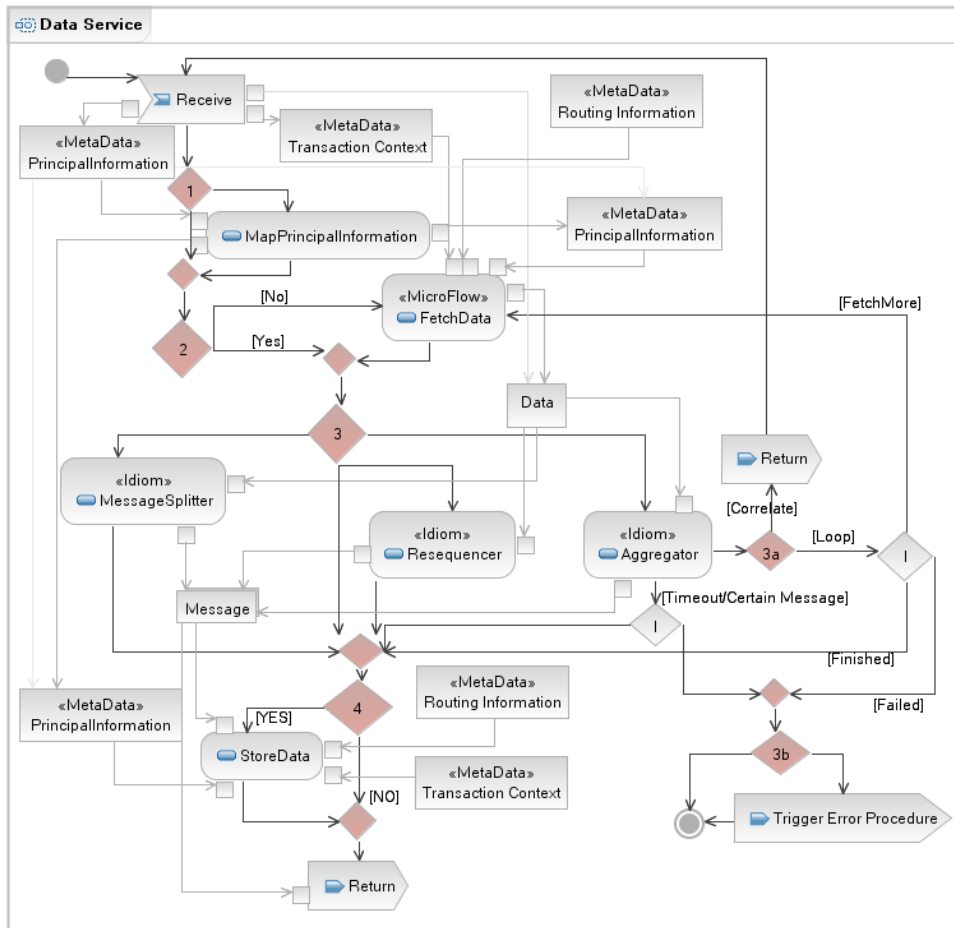 Data Service
Receive
«MetaData»
Routing Information
«MetaData»
Transaction Context
«MetaData»
PrincipalInformation
1
«MetaData»
PrincipalInformation
MapPrincipalInformation
[No]
«MicroFlow»
FetchData
[FetchMore]
2
[Yes]
Data
3
Return
«Idiom»
MessageSplitter
[Correlate]
«Idiom»
Resequencer
«Idiom»
Aggregator
3a
[Loop]
I
Message
[Timeout/Certain Message]
I
[Finished]
«MetaData»
PrincipalInformation
«MetaData»
Routing Information
[Failed]
4
[YES]
StoreData
3b
«MetaData»
Transaction Context
[NO]
Trigger Error Procedure
Return